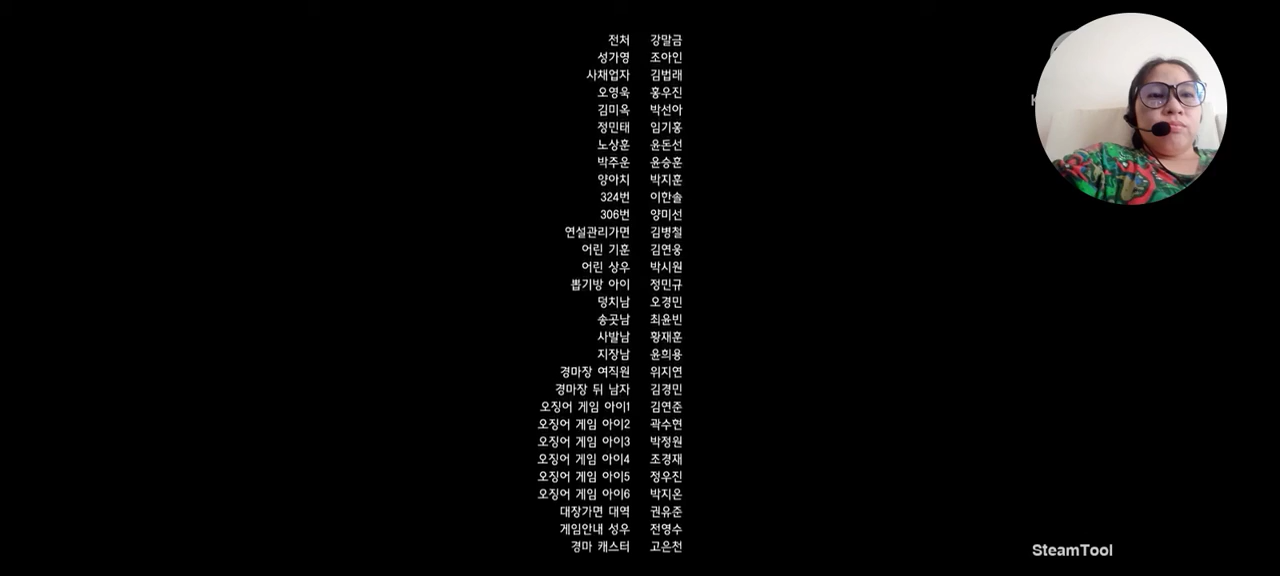 전처 강말금
성가영 조아인
사채업자 김법래
오영욱 홍우진
김미옥 박선아
정민태 임기홍
노상훈 윤돈선
박주운 윤승훈
양아치 박지훈
324번 이한솔
306번 양미선
연설관리가면 김병철
어린 기훈 김연웅
어린 상우 박시원
뽑기방 아이 정민규
덩치남 오경민
송곳남 최윤빈
사발남 황재훈
지장남 윤희용
경마장 여직원 위지연
경마장 뒤 남자 김경민
오징어 게임 아이1 김연준
오징어 게임 아이2 곽수현
오징어 게임 아이3 박정원
오징어 게임 아이4 조경재
오징어 게임 아이5 정우진
오징어 게임 아이6 박지온
대장가면 대역 권유준
게임안내 성우 전영수
경마 캐스터 고은천
K
SteamTool